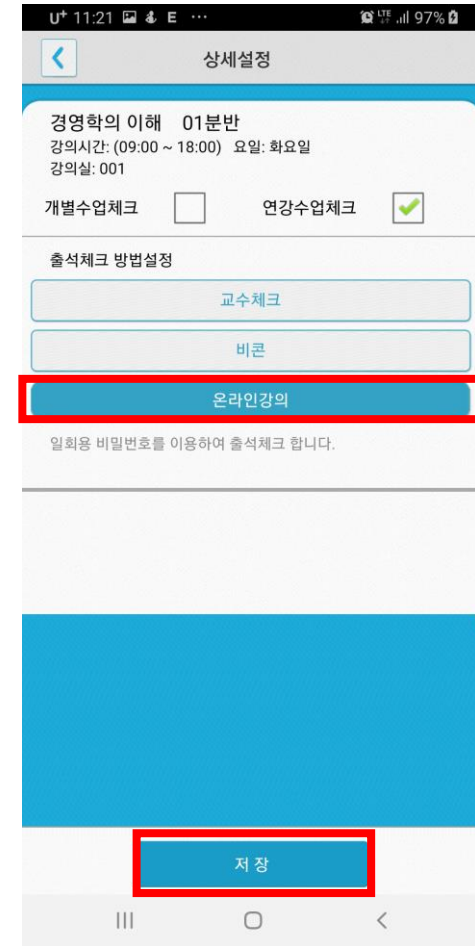 U⁺ 11:21 E ··· LTE 97%
상세설정
경영학의 이해 01분반
강의시간: (09:00 ~ 18:00) 요일: 화요일
강의실: 001
개별수업체크 연강수업체크
출석체크 방법설정
교수체크
비콘
온라인강의
일회용 비밀번호를 이용하여 출석체크 합니다.
저 장